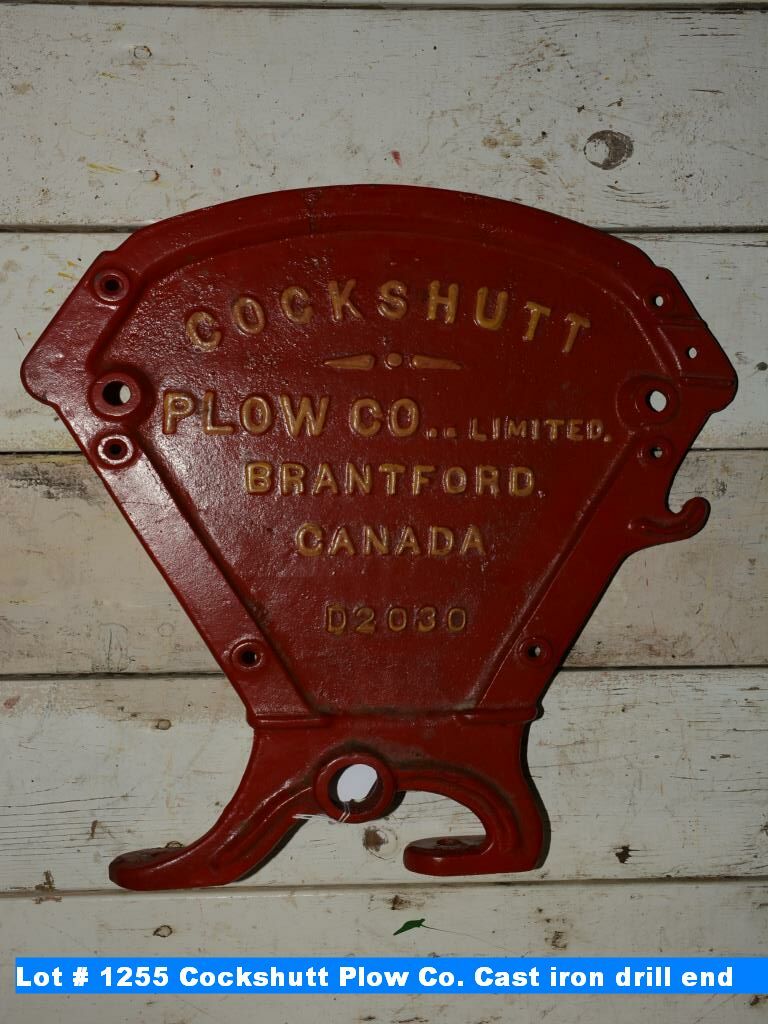 COCKSHUTT
PLOW CO.. LIMITED.
BRANTFORD
CANADA
D2030
Lot # 1255 Cockshutt Plow Co. Cast iron drill end